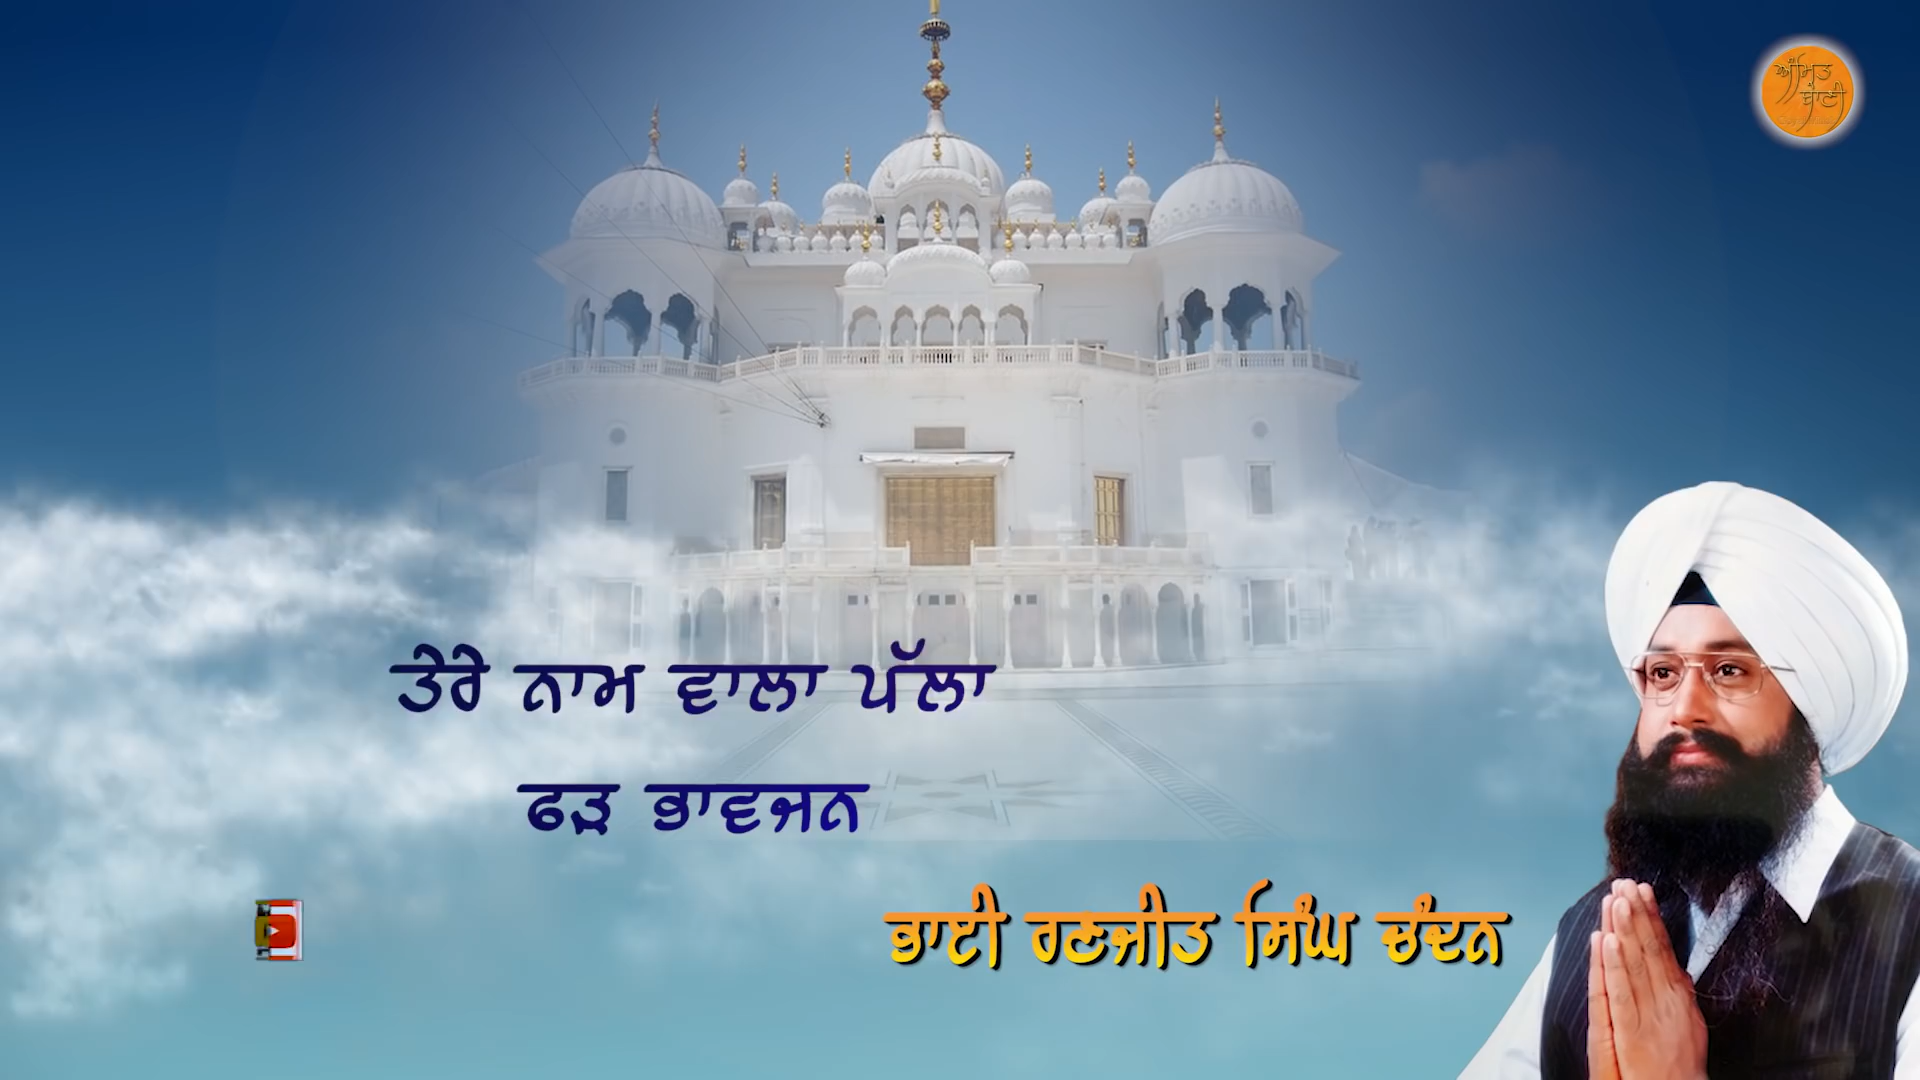 ਅੰਮ੍ਰਿਤ
ਬਾਣੀ
ਤੇਰੇ ਨਾਮ ਵਾਲਾ ਪੱਲਾ
ਫੜ ਭਾਵਜਨ
ਭਾਈ ਰਣਜੀਤ ਸਿੰਘ ਚੰਦਨ